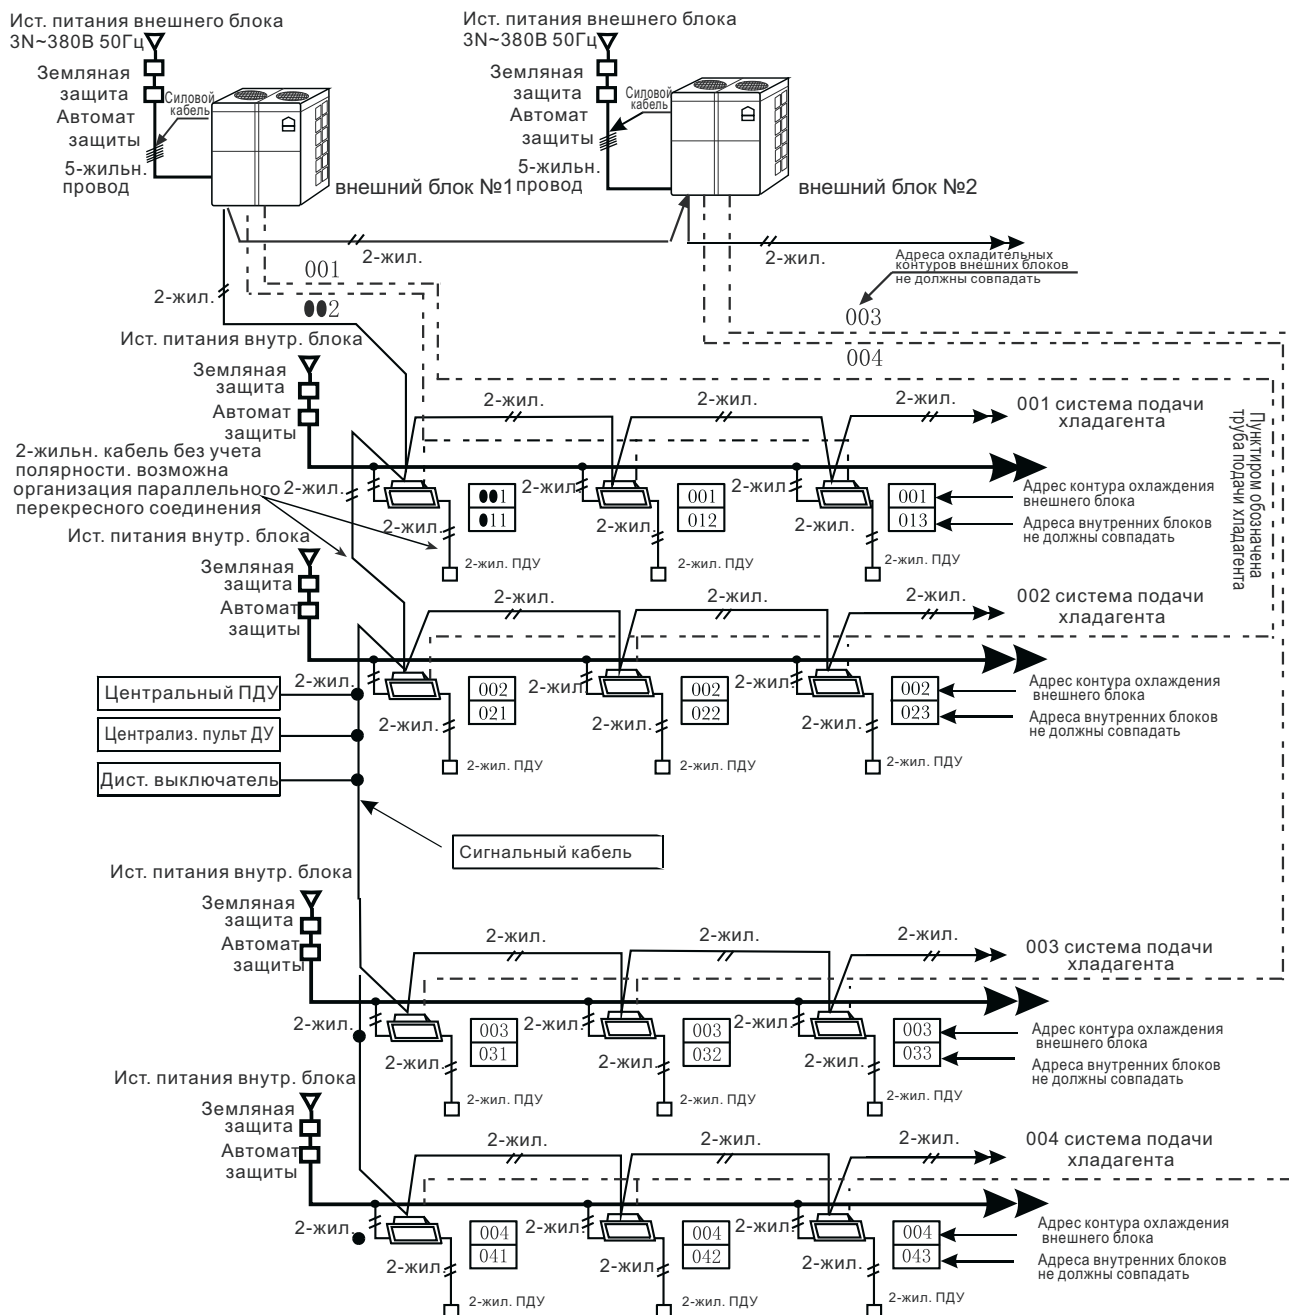 Ист. питания внешнего блока
3N~380В 50Гц
Земляная
защита
Автомат
защиты
5-жильн.
провод
Силовой
кабель
внешний блок №1
Ист. питания внешнего блока
3N~380В 50Гц
Земляная
защита
Автомат
защиты
5-жильн.
провод
Силовой
кабель
внешний блок №2
2-жил.
2-жил.
Адреса охладительных
контуров внешних блоков
не должны совпадать
001
002
2-жил.
003
004
Ист. питания внутр. блока
Земляная
защита
Автомат
защиты
2-жил.
2-жил.
2-жил.
001 система подачи
хладагента
Пунктиром обозначена
труба подачи хладагента
2-жильн. кабель без учета
полярности. возможна
организация параллельного
перекресного соединения
2-жил.
001
011
2-жил.
001
012
2-жил.
001
013
Адрес контура охлаждения
внешнего блока
Адреса внутренних блоков
не должны совпадать
2-жил.
2-жил.
2-жил.
2-жил. ПДУ
2-жил. ПДУ
2-жил. ПДУ
Ист. питания внутр. блока
Земляная
защита
Автомат
защиты
2-жил.
2-жил.
2-жил.
002 система подачи
хладагента
2-жил.
002
021
2-жил.
002
022
2-жил.
002
023
Адрес контура охлаждения
внешнего блока
Адреса внутренних блоков
не должны совпадать
2-жил.
2-жил.
2-жил.
2-жил. ПДУ
2-жил. ПДУ
2-жил. ПДУ
Центральный ПДУ
Централиз. пульт ДУ
Дист. выключатель
Сигнальный кабель
Ист. питания внутр. блока
Земляная
защита
Автомат
защиты
2-жил.
2-жил.
2-жил.
003 система подачи
хладагента
2-жил.
003
031
2-жил.
003
032
2-жил.
003
033
Адрес контура охлаждения
внешнего блока
Адреса внутренних блоков
не должны совпадать
2-жил.
2-жил.
2-жил.
2-жил. ПДУ
2-жил. ПДУ
2-жил. ПДУ
Ист. питания внутр. блока
Земляная
защита
Автомат
защиты
2-жил.
2-жил.
2-жил.
004 система подачи
хладагента
2-жил.
004
041
2-жил.
004
042
2-жил.
004
043
Адрес контура охлаждения
внешнего блока
Адреса внутренних блоков
не должны совпадать
2-жил.
2-жил.
2-жил.
2-жил. ПДУ
2-жил. ПДУ
2-жил. ПДУ